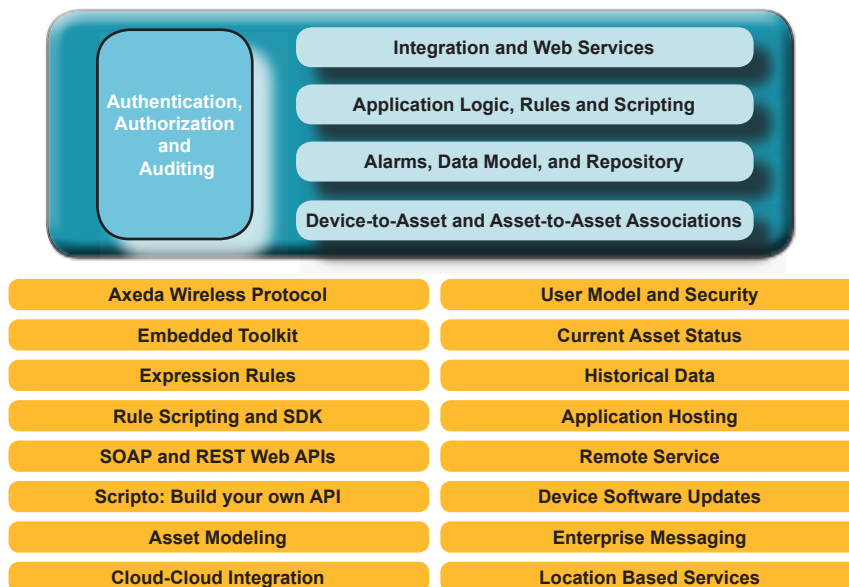 Authentication,
Authorization
and
Auditing
Integration and Web Services
Application Logic, Rules and Scripting
Alarms, Data Model, and Repository
Device-to-Asset and Asset-to-Asset Associations
Axeda Wireless Protocol
Embedded Toolkit
Expression Rules
Rule Scripting and SDK
SOAP and REST Web APIs
Scripto: Build your own API
Asset Modeling
Cloud-Cloud Integration
User Model and Security
Current Asset Status
Historical Data
Application Hosting
Remote Service
Device Software Updates
Enterprise Messaging
Location Based Services